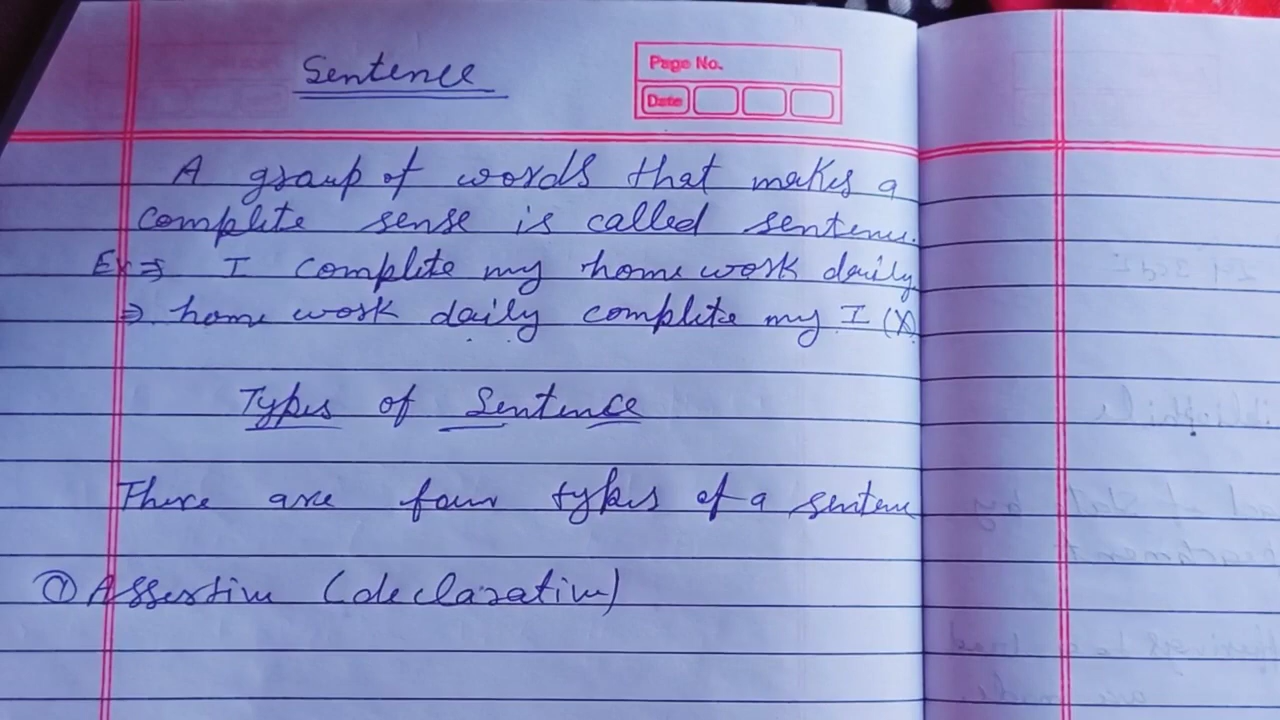 Sentence
Page No.
Date
A group of words that makes a
complete sense is called sentence.
Ex ⇒ I complete my home work daily
⇒ home work daily complete my I (X)
Types of Sentence
There are four types of a sentence
① Assertive (declarative)